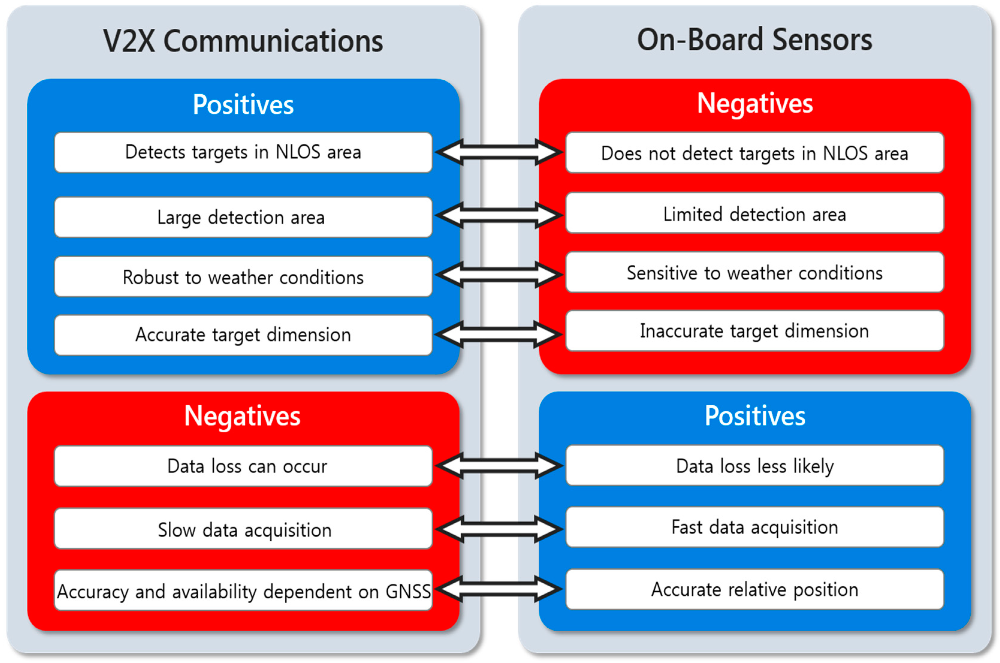 V2X Communications
Positives
Detects targets in NLOS area
Large detection area
Robust to weather conditions
Accurate target dimension
Negatives
Data loss can occur
Slow data acquisition
Accuracy and availability dependent on GNSS
On-Board Sensors
Negatives
Does not detect targets in NLOS area
Limited detection area
Sensitive to weather conditions
Inaccurate target dimension
Positives
Data loss less likely
Fast data acquisition
Accurate relative position